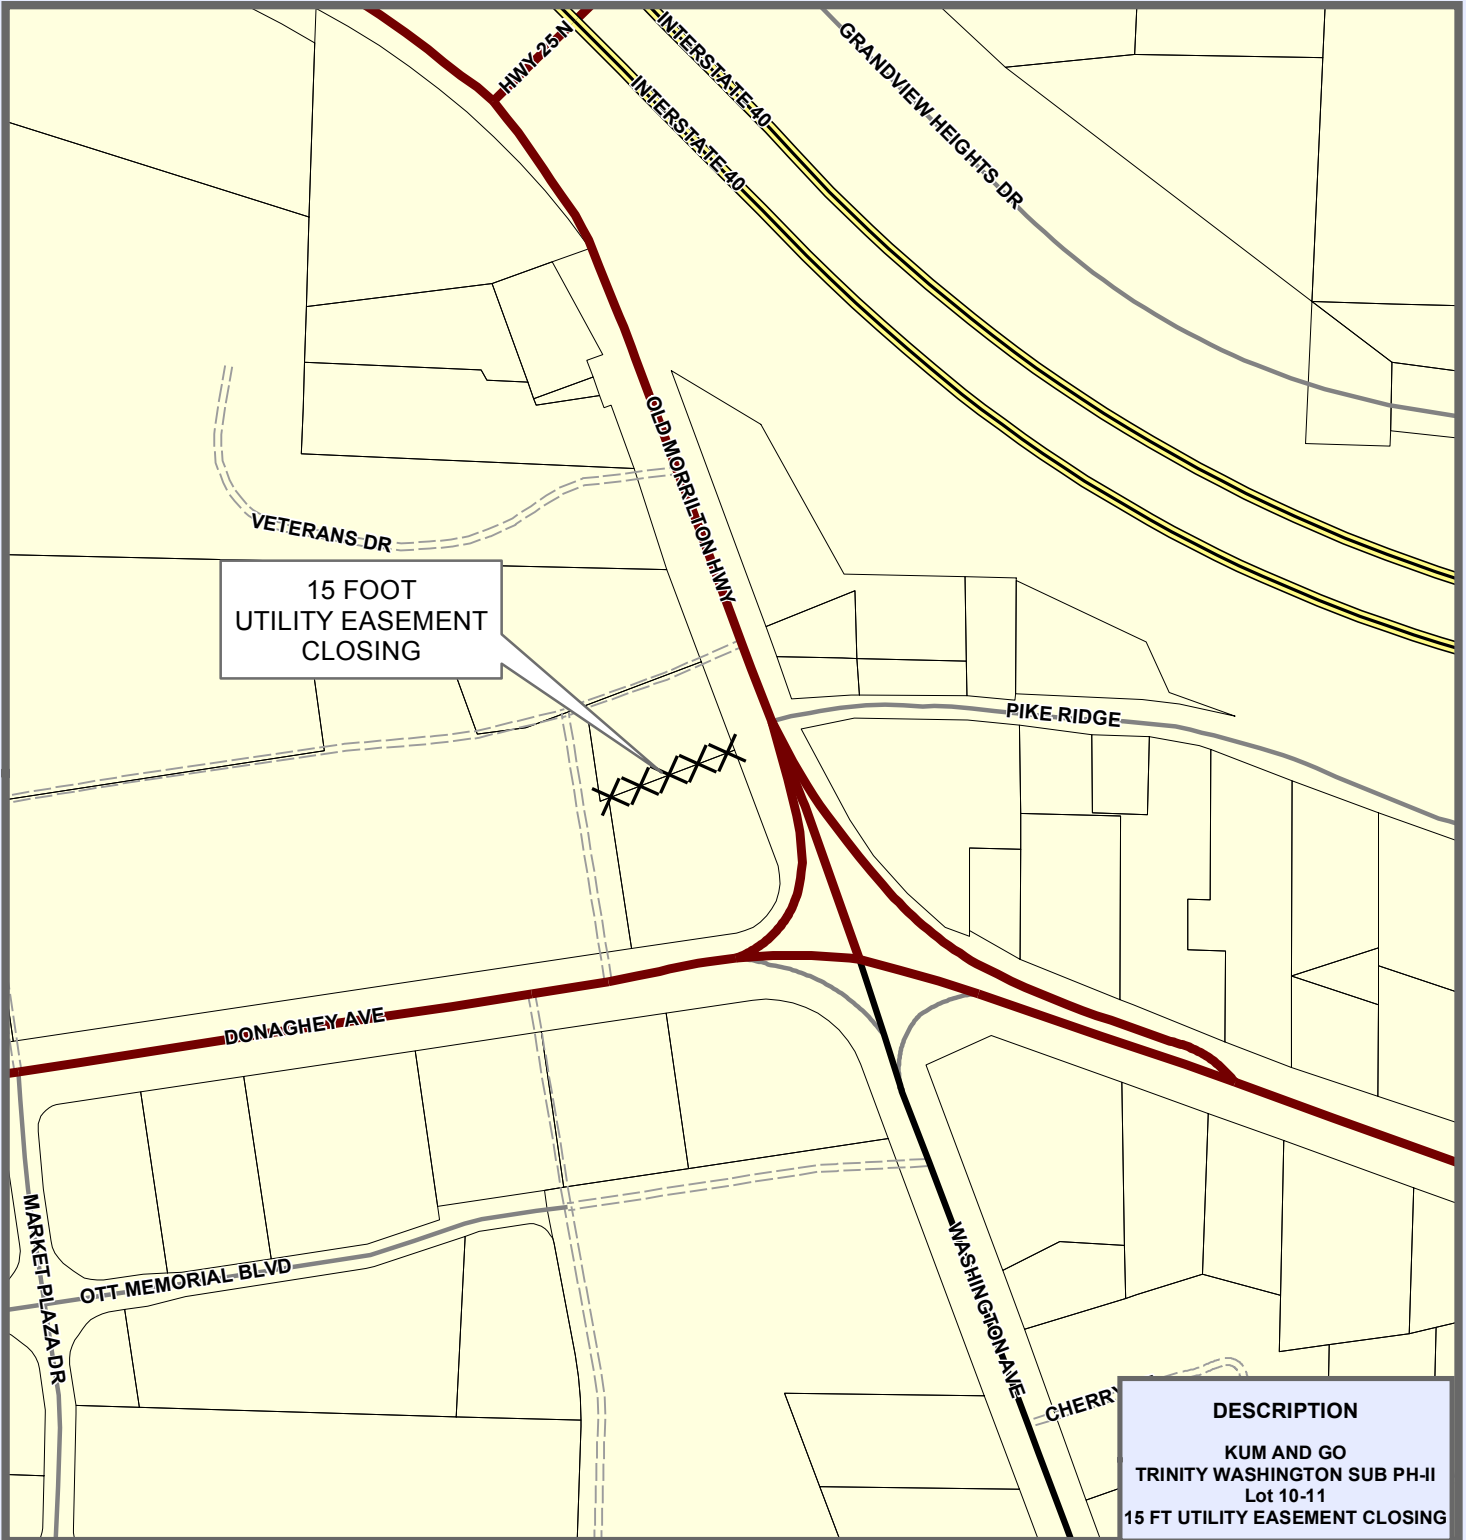 HWY 25 N
INTERSTATE 40
INTERSTATE 40
GRANDVIEW HEIGHTS DR
OLD MORRILTON HWY
VETERANS DR
15 FOOT
UTILITY EASEMENT
CLOSING
PIKE RIDGE
DONAGHEY AVE
MARKET PLAZA DR
OTT MEMORIAL BLVD
WASHINGTON AVE
CHERRY
DESCRIPTION
KUM AND GO
TRINITY WASHINGTON SUB PH-II
Lot 10-11
15 FT UTILITY EASEMENT CLOSING